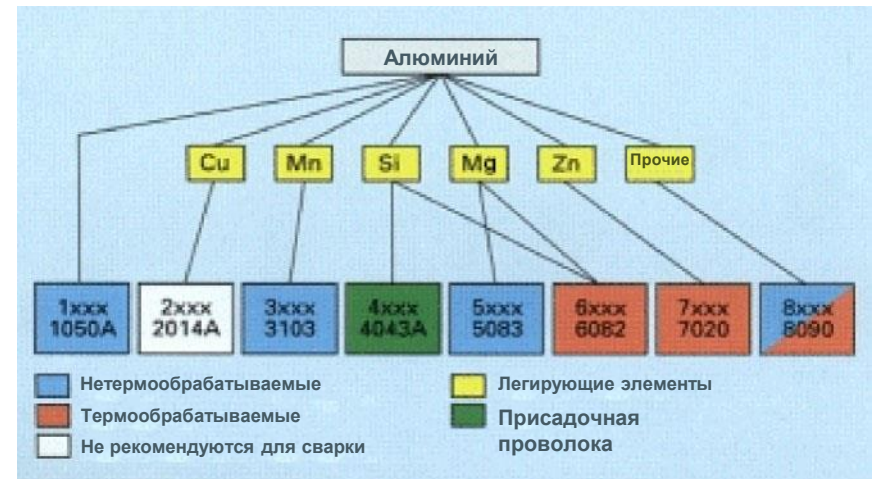 Алюминий
Cu Mn Si Mg Zn Прочие
1xxx 2xxx 3xxx 4xxx 5xxx 6xxx 7xxx 8xxx
1050A 2014A 3103 4043A 5083 6082 7020 8090
Нетермообрабатываемые
Термообрабатываемые
Не рекомендуются для сварки
Легирующие элементы
Присадочная
проволока